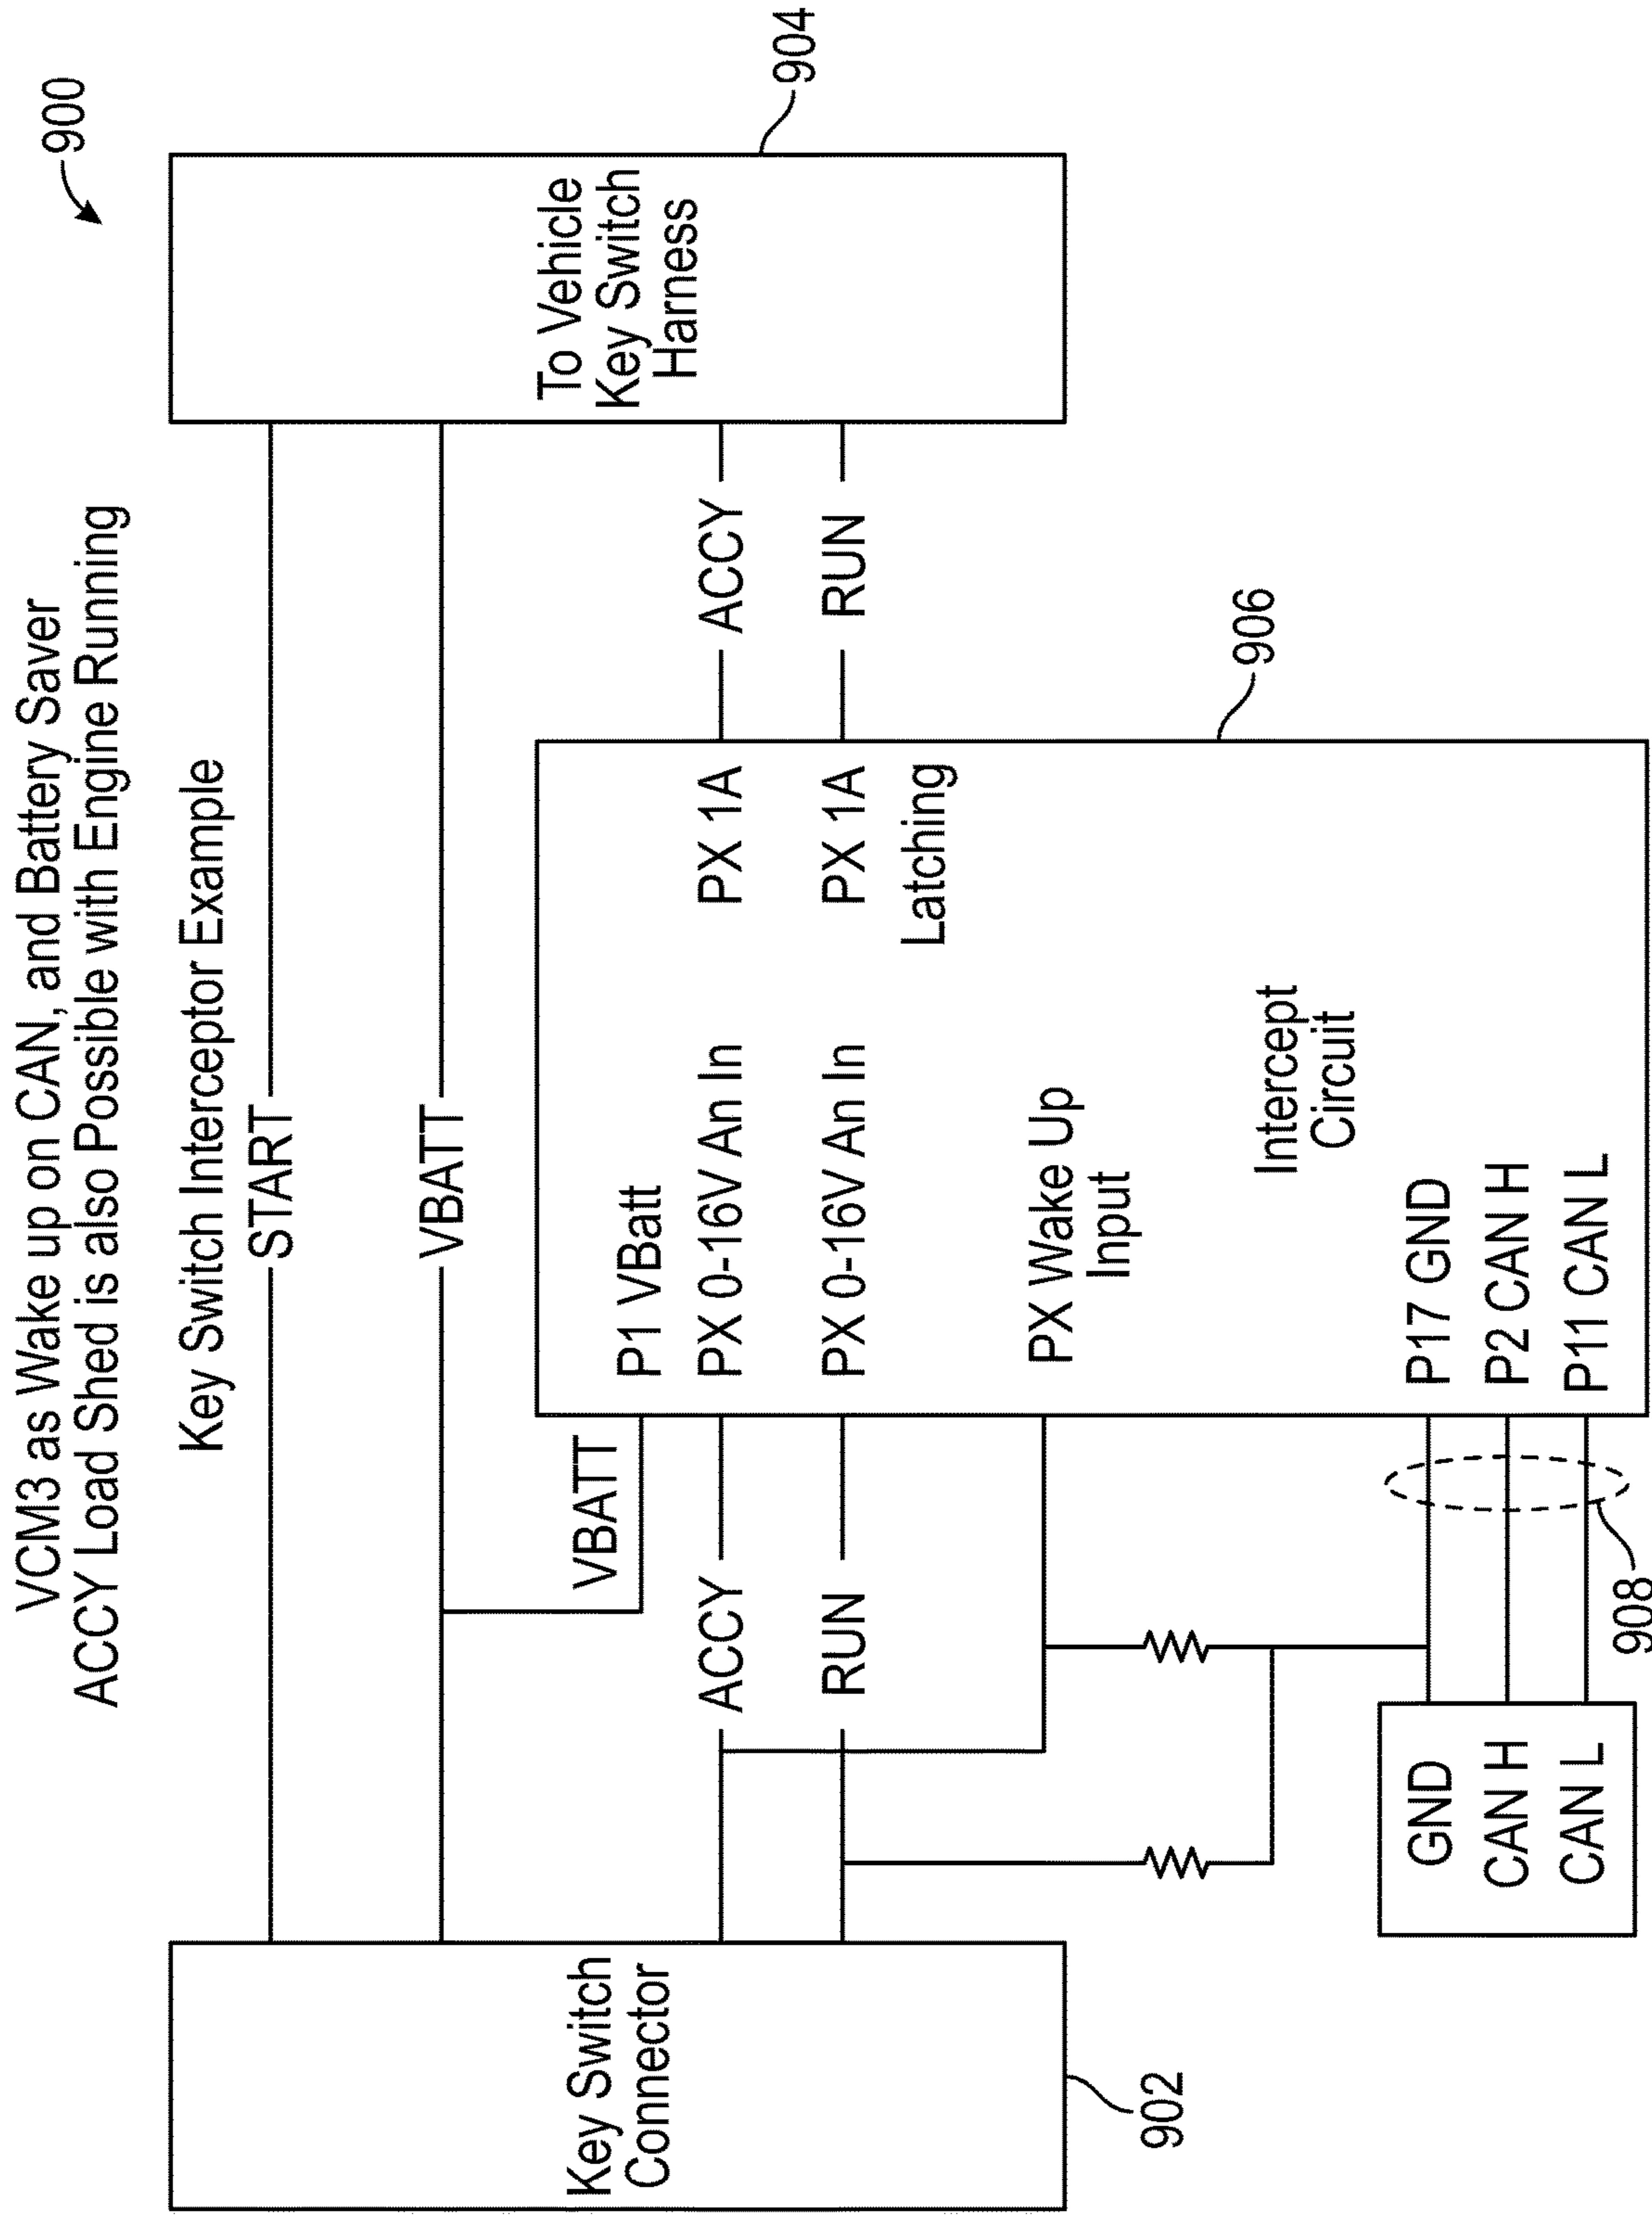 VCM3 as Wake up on CAN, and Battery Saver
ACCY Load Shed is also Possible with Engine Running
900
Key Switch Interceptor Example
START
VBATT
Key Switch
Connector
902
To Vehicle
Key Switch
Harness
904
VBATT
ACCY
RUN
P1 VBatt
PX 0-16V An In
PX 1A
PX 0-16V An In
PX 1A
Latching
ACCY
RUN
PX Wake Up
Input
Intercept
Circuit
906
P17 GND
P2 CAN H
P11 CAN L
GND
CAN H
CAN L
908